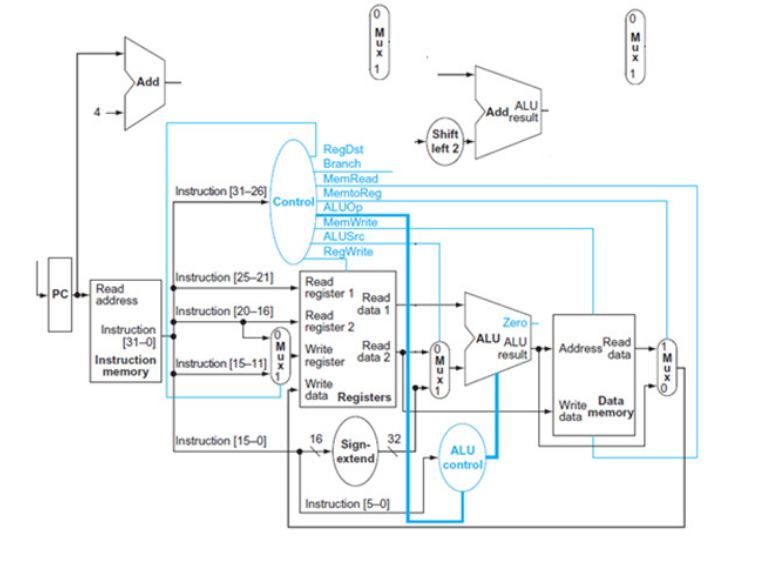 0
M
u
x
1
0
M
u
x
1
Add
4
Add ALU
result
Shift
left 2
RegDst
Branch
MemRead
MemtoReg
ALUOp
MemWrite
ALUSrc
RegWrite
Instruction [31–26]
Control
Instruction [25–21]
Instruction [20–16]
Instruction [15–11]
Instruction [15–0]
Instruction [5–0]
PC
Read
address
Instruction
[31–0]
Instruction
memory
0
M
u
x
1
Read
register 1
Read
register 2
Write
register
Write
data
Read
data 1
Read
data 2
Registers
16
Sign-
extend
32
0
M
u
x
1
Zero
ALU ALU
result
ALU
control
Address
Read
data
Write
data
Data
memory
1
M
u
x
0